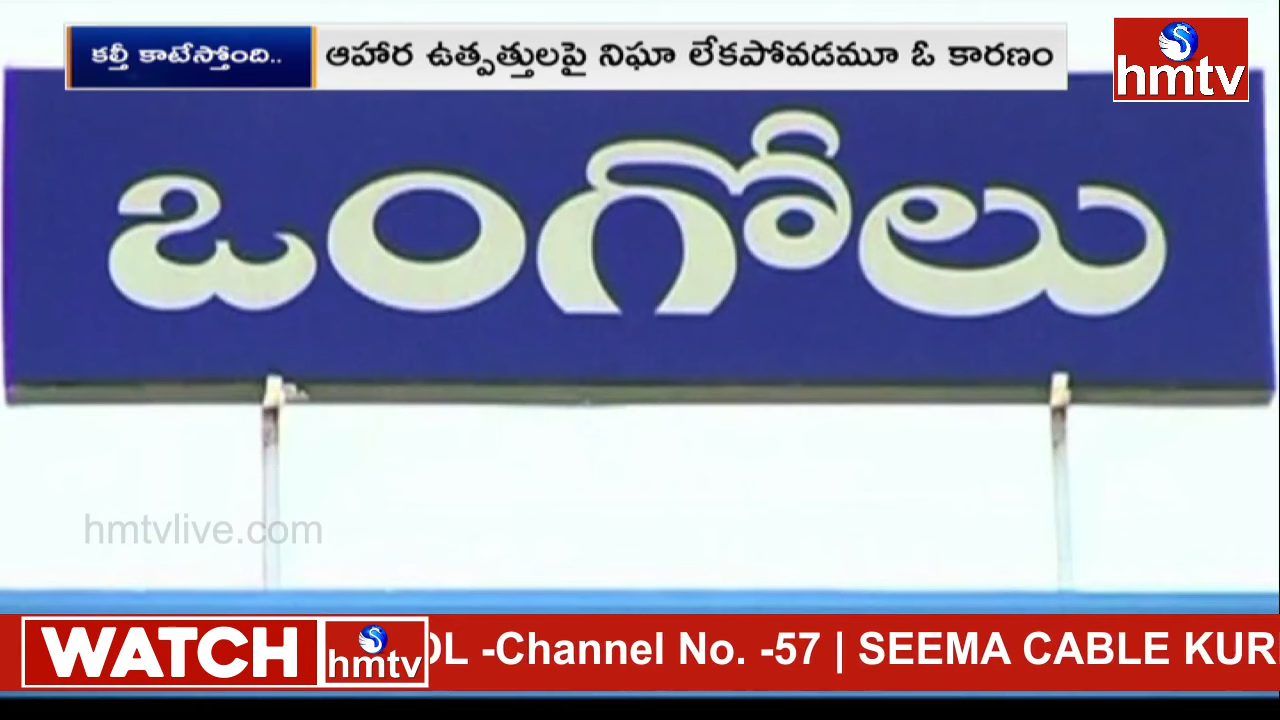 కల్తీ కాటేస్తోంది.. ఆహార ఉత్పత్తులపై నిఘా లేకపోవడమూ ఓ కారణం
hmtv
ఒంగోలు
hmtvlive.com
WATCH hmtv OL -Channel No. -57 | SEEMA CABLE KUR